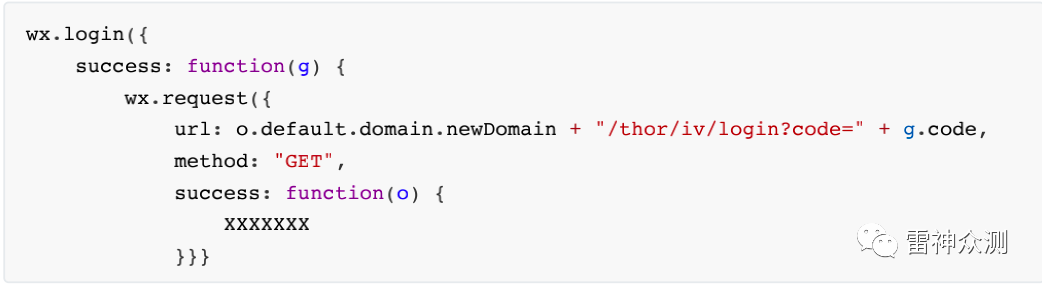 wx.login({
    success: function(g) {
        wx.request({
            url: o.default.domain.newDomain + "/thor/iv/login?code=" + g.code,
            method: "GET",
            success: function(o) {
                XXXXXXX
            }}}
雷神众测